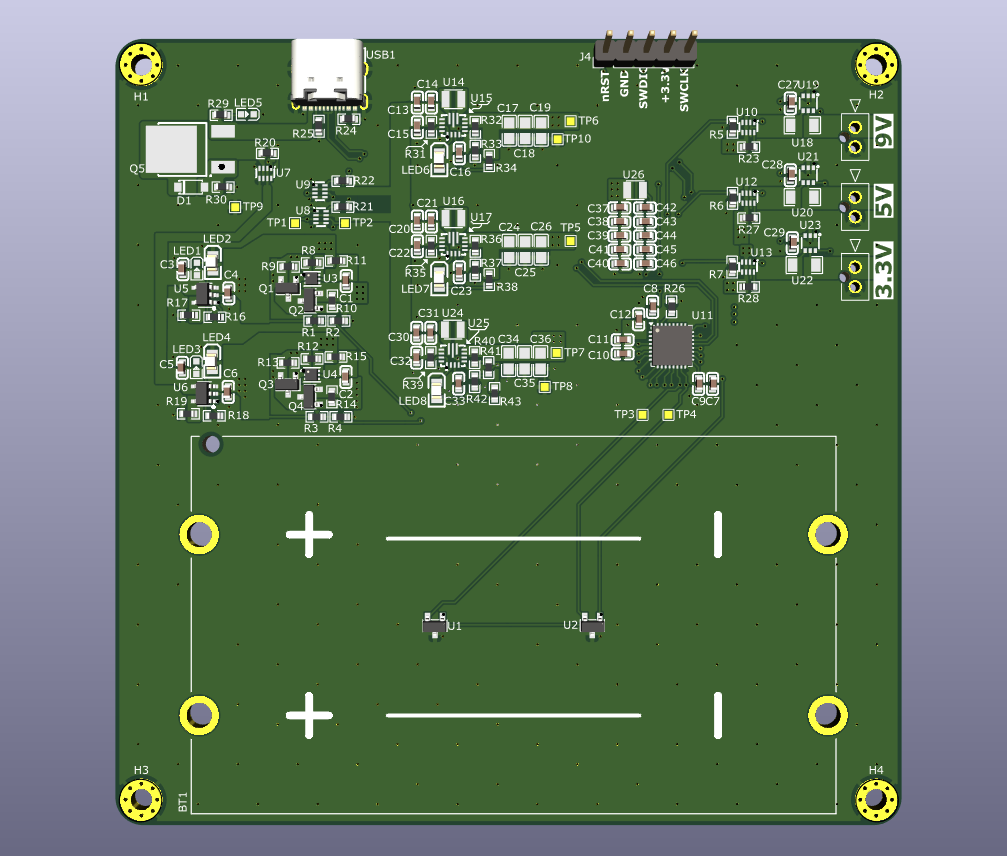 USB1
J4
nRST
GND
SWDIO
+3.3V
SWCLK
H1
H2
R29 LED5
R25 R24
Q5
R20
U7
D1
R30
TP9
U9 R22
R21
U8
TP1 TP2
C14 U14
C13 U15
C15 R32
R31 R33
LED6 C16 R34
C17 C19
C18
TP6
TP10
C21 U16
C20 U17
C22 R36
R35 R37
LED7 C23 R38
C24 C26
C25
TP5
C31 U24
C30 U25
R40
C32 R41
R39
LED8 C33 R42 R43
C34 C36
C35
TP7
TP8
U26
C37 C42
C38 C43
C39 C44
C41 C45
C40 C46
U10
R5
R23
C27 U19
U18
9V
U12
R6
R27
C28 U21
U20
5V
U13
R7
R28
C29 U23
U22
3.3V
LED1 LED2
C3 C4
U5
R17 R16
LED3 LED4
C5 C6
U6
R19 R18
R8 R11
R9
U3
Q1
C1
Q2 R10
R1 R2
R12 R15
R13
U4
Q3
C2
Q4 R14
R3 R4
C8 R26
C12 U11
C11
C10
C9 C7
TP3 TP4
U1 U2
BT1
H3 H4